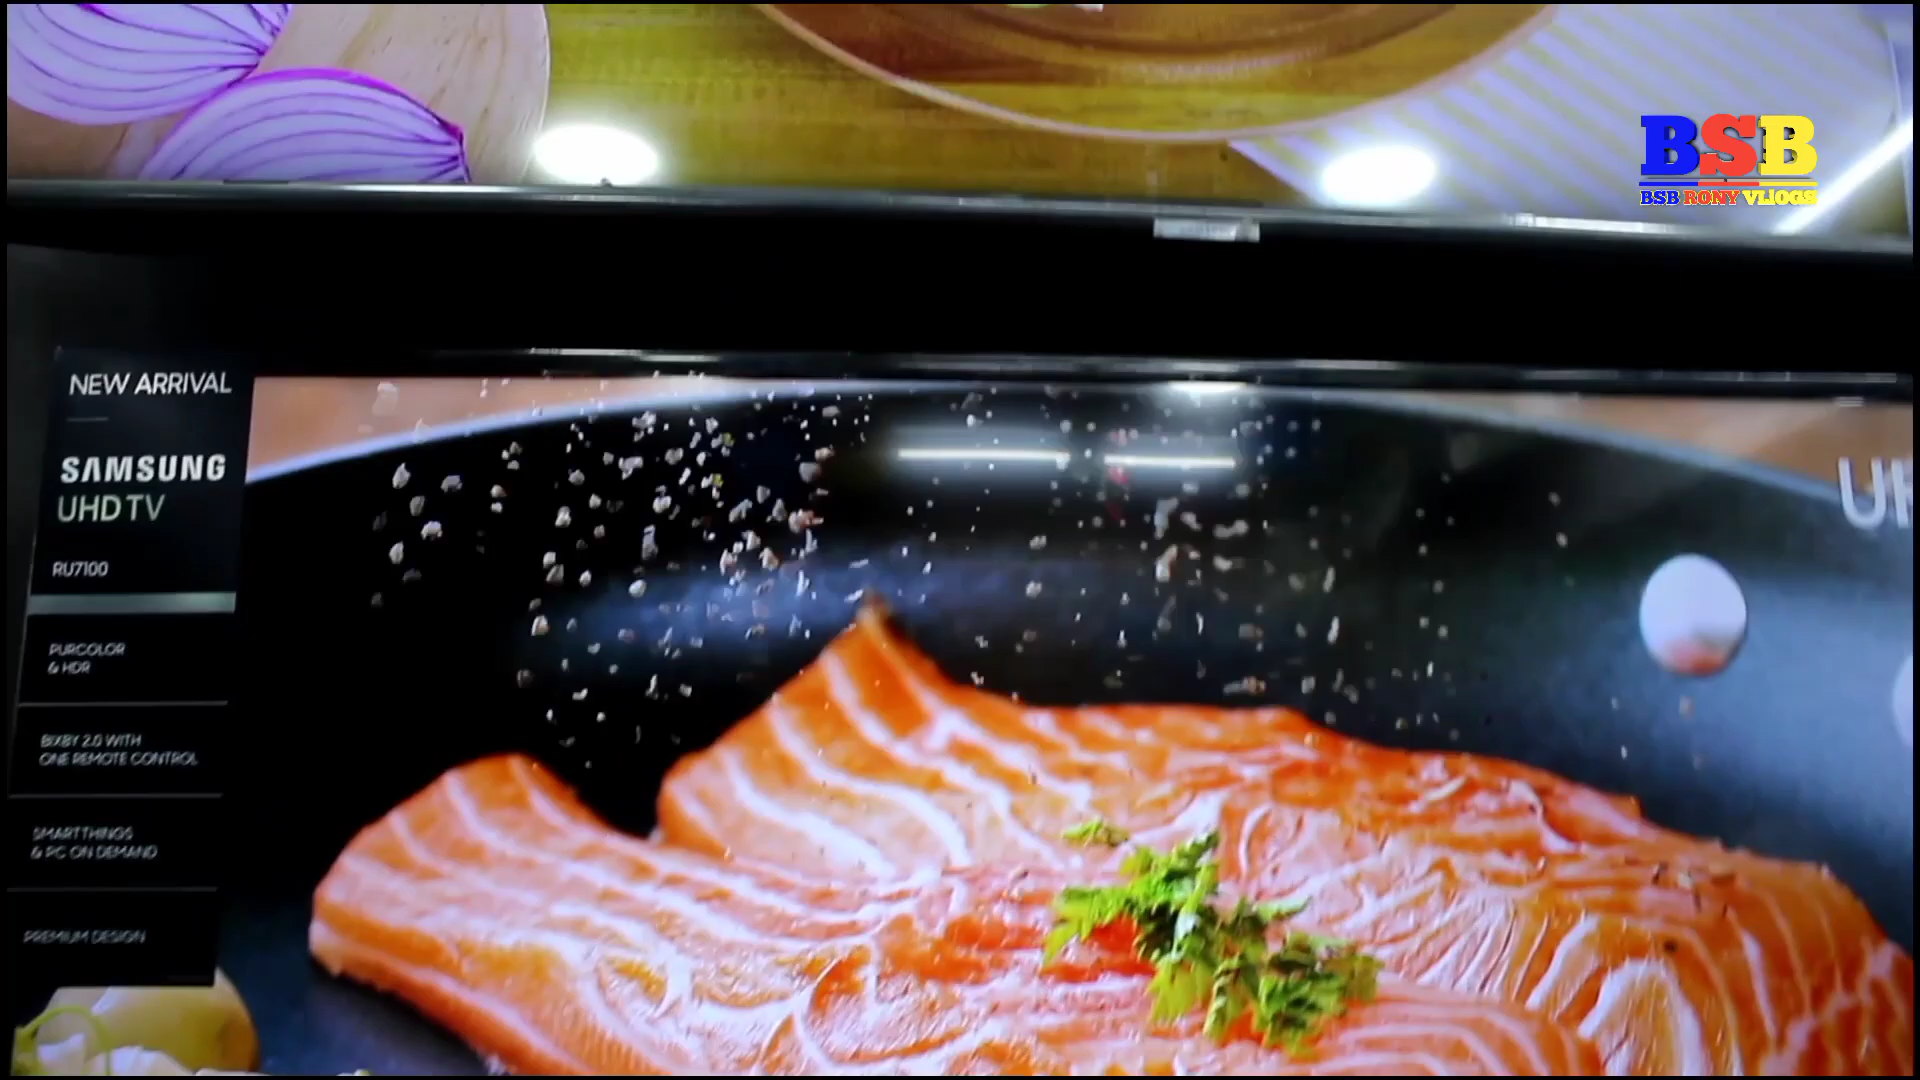 BSB
BSB RONY VLOGS
NEW ARRIVAL
SAMSUNG
UHD TV
RU7100
PURCOLOR
& HDR
BIXBY 2.0 WITH
ONE REMOTE CONTROL
SMARTTHINGS
& PC ON DEMAND
PREMIUM DESIGN